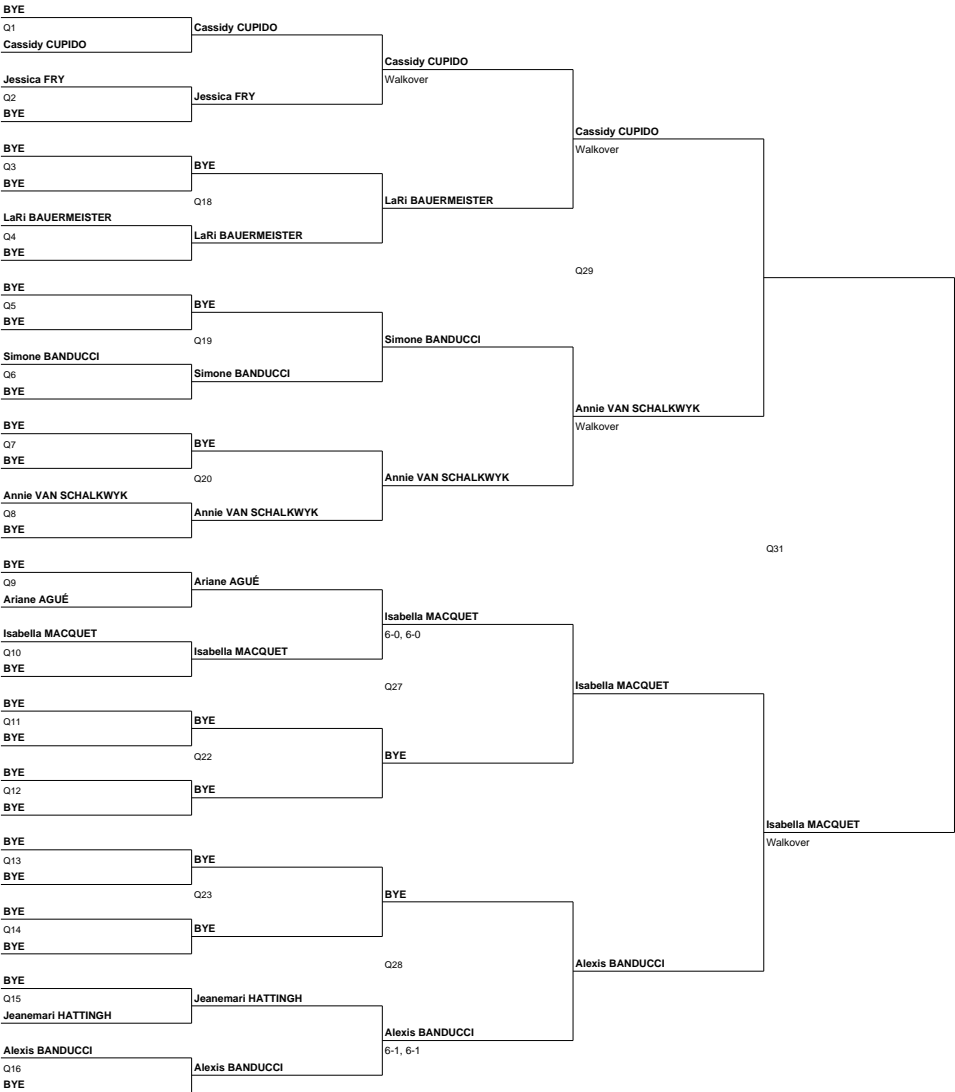 BYE
Q1
Cassidy CUPIDO
Cassidy CUPIDO
Cassidy CUPIDO
Walkover
Jessica FRY
Q2
Jessica FRY
BYE
Cassidy CUPIDO
Walkover
BYE
Q3
BYE
BYE
Q18
LaRi BAUERMEISTER
LaRi BAUERMEISTER
Q4
LaRi BAUERMEISTER
BYE
Q29
BYE
Q5
BYE
BYE
Q19
Simone BANDUCCI
Simone BANDUCCI
Q6
Simone BANDUCCI
BYE
Annie VAN SCHALKWYK
Walkover
BYE
Q7
BYE
BYE
Q20
Annie VAN SCHALKWYK
Annie VAN SCHALKWYK
Q8
Annie VAN SCHALKWYK
BYE
Q31
BYE
Q9
Ariane AGUÉ
Ariane AGUÉ
Isabella MACQUET
6-0, 6-0
Isabella MACQUET
Q10
Isabella MACQUET
BYE
Q27
Isabella MACQUET
BYE
Q11
BYE
BYE
Q22
BYE
BYE
Q12
BYE
BYE
Isabella MACQUET
Walkover
BYE
Q13
BYE
BYE
Q23
BYE
BYE
Q14
BYE
BYE
Q28
Alexis BANDUCCI
BYE
Q15
Jeanemari HATTINGH
Jeanemari HATTINGH
Alexis BANDUCCI
6-1, 6-1
Alexis BANDUCCI
Q16
Alexis BANDUCCI
BYE